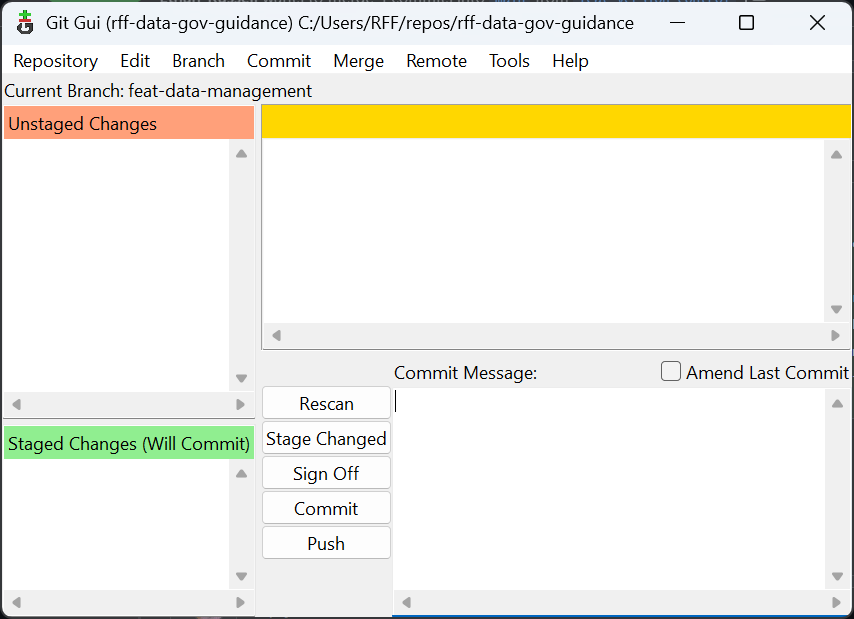 Git Gui (rff-data-gov-guidance) C:/Users/RFF/repos/rff-data-gov-guidance
Repository Edit Branch Commit Merge Remote Tools Help
Current Branch: feat-data-management
Unstaged Changes
Staged Changes (Will Commit)
Commit Message:
Amend Last Commit
Rescan
Stage Changed
Sign Off
Commit
Push